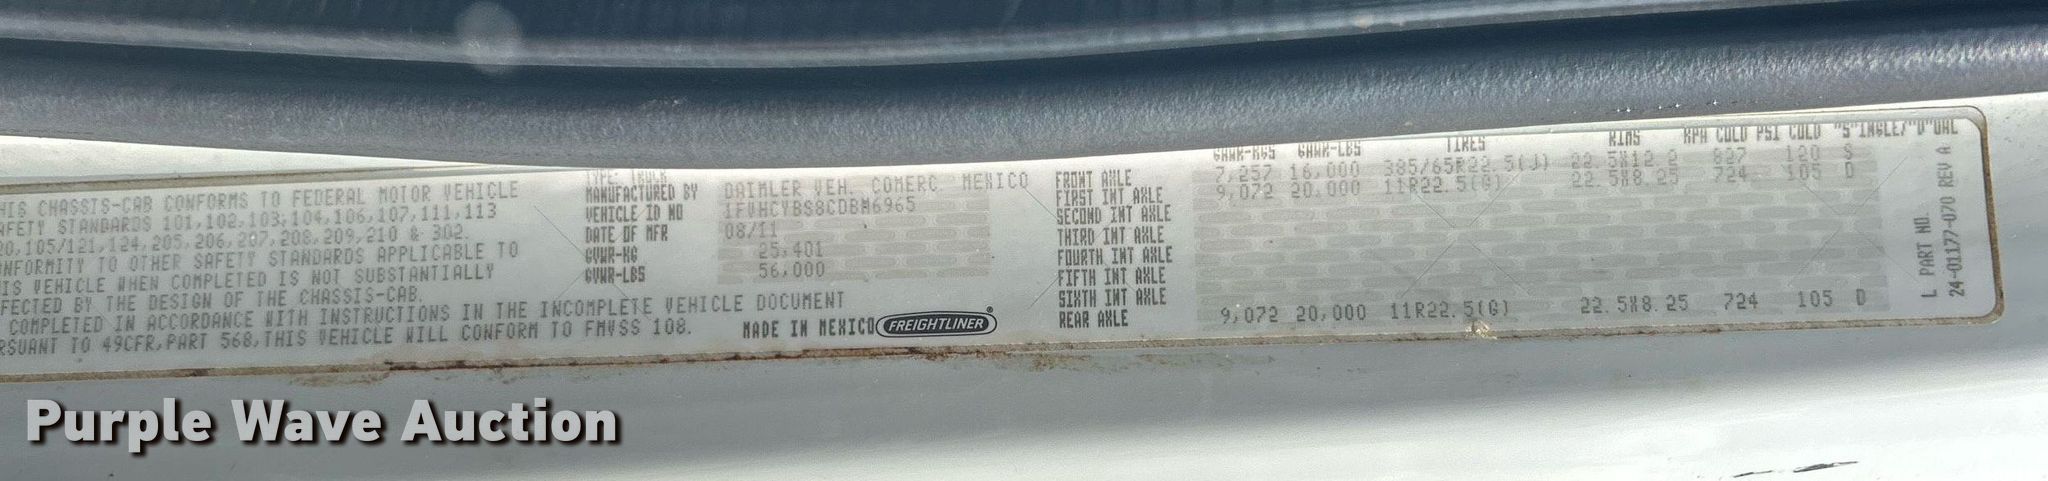 HIS CHASSIS-CAB CONFORMS TO FEDERAL MOTOR VEHICLE
AFETY STANDARDS 101,102,103,104,106,107,111,113
20,105/121,124,205,206,207,208,209,210 & 302.
ONFORMITY TO OTHER SAFETY STANDARDS APPLICABLE TO
IS VEHICLE WHEN COMPLETED IS NOT SUBSTANTIALLY
FECTED BY THE DESIGN OF THE CHASSIS-CAB.
COMPLETED IN ACCORDANCE WITH INSTRUCTIONS IN THE INCOMPLETE VEHICLE DOCUMENT
RSUANT TO 49CFR,PART 568,THIS VEHICLE WILL CONFORM TO FMVSS 108.
TYPE: TRUCK
MANUFACTURED BY DAIMLER VEH. COMERC. MEXICO
VEHICLE ID NO 1FVHCYBS8CDBM6965
DATE OF MFR 08/11
GVWR-KG 25,401
GVWR-LBS 56,000
MADE IN MEXICO FREIGHTLINER®
GAWR-KGS GAWR-LBS TIRES RIMS KPA COLD PSI COLD "S"INGLE/"D"UAL
FRONT AXLE 7,257 16,000 385/65R22.5(J) 22.5X12.2 827 120 S
FIRST INT AXLE 9,072 20,000 11R22.5(G) 22.5X8.25 724 105 D
SECOND INT AXLE
THIRD INT AXLE
FOURTH INT AXLE
FIFTH INT AXLE
SIXTH INT AXLE
REAR AXLE 9,072 20,000 11R22.5(G) 22.5X8.25 724 105 D
L PART NO.
24-01177-070 REV A
Purple Wave Auction